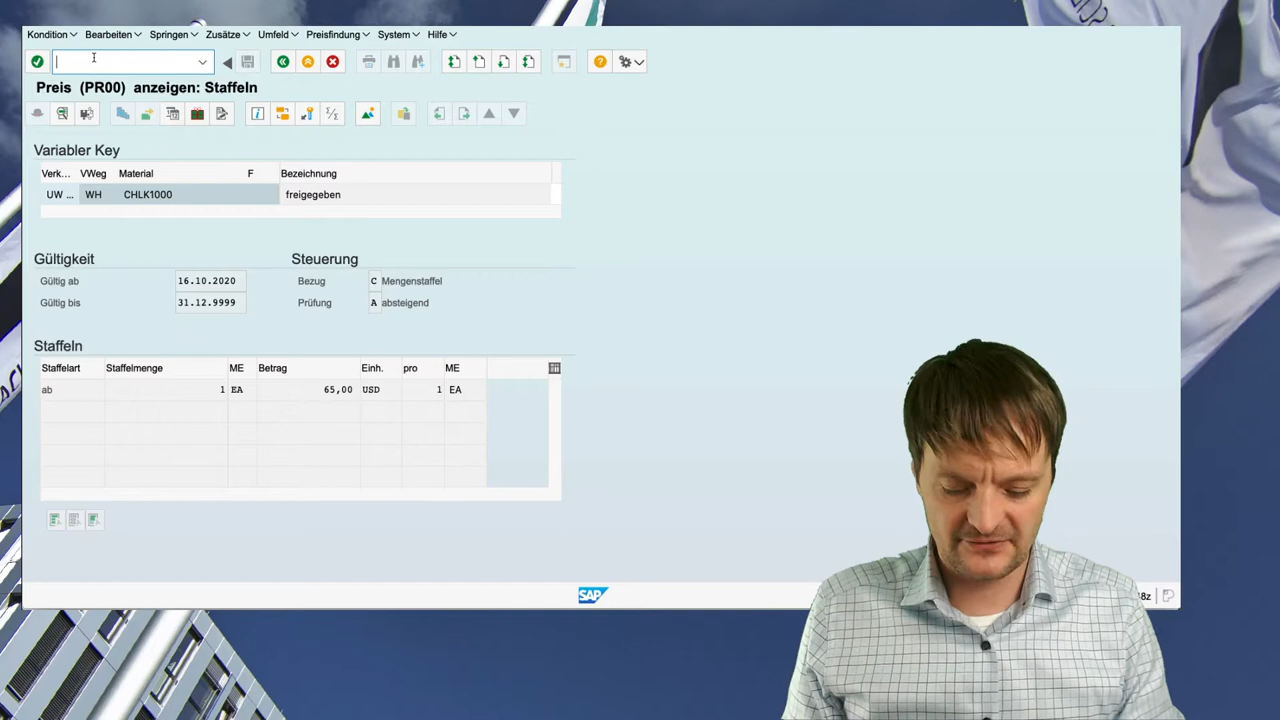 Kondition Bearbeiten Springen Zusätze Umfeld Preisfindung System Hilfe
Preis (PR00) anzeigen: Staffeln
Variabler Key
Verk... VWeg Material F Bezeichnung
UW ... WH CHLK1000 freigegeben
Gültigkeit Steuerung
Gültig ab 16.10.2020 Bezug C Mengenstaffel
Gültig bis 31.12.9999 Prüfung A absteigend
Staffeln
Staffelart Staffelmenge ME Betrag Einh. pro ME
ab 1 EA 65,00 USD 1 EA
SAP